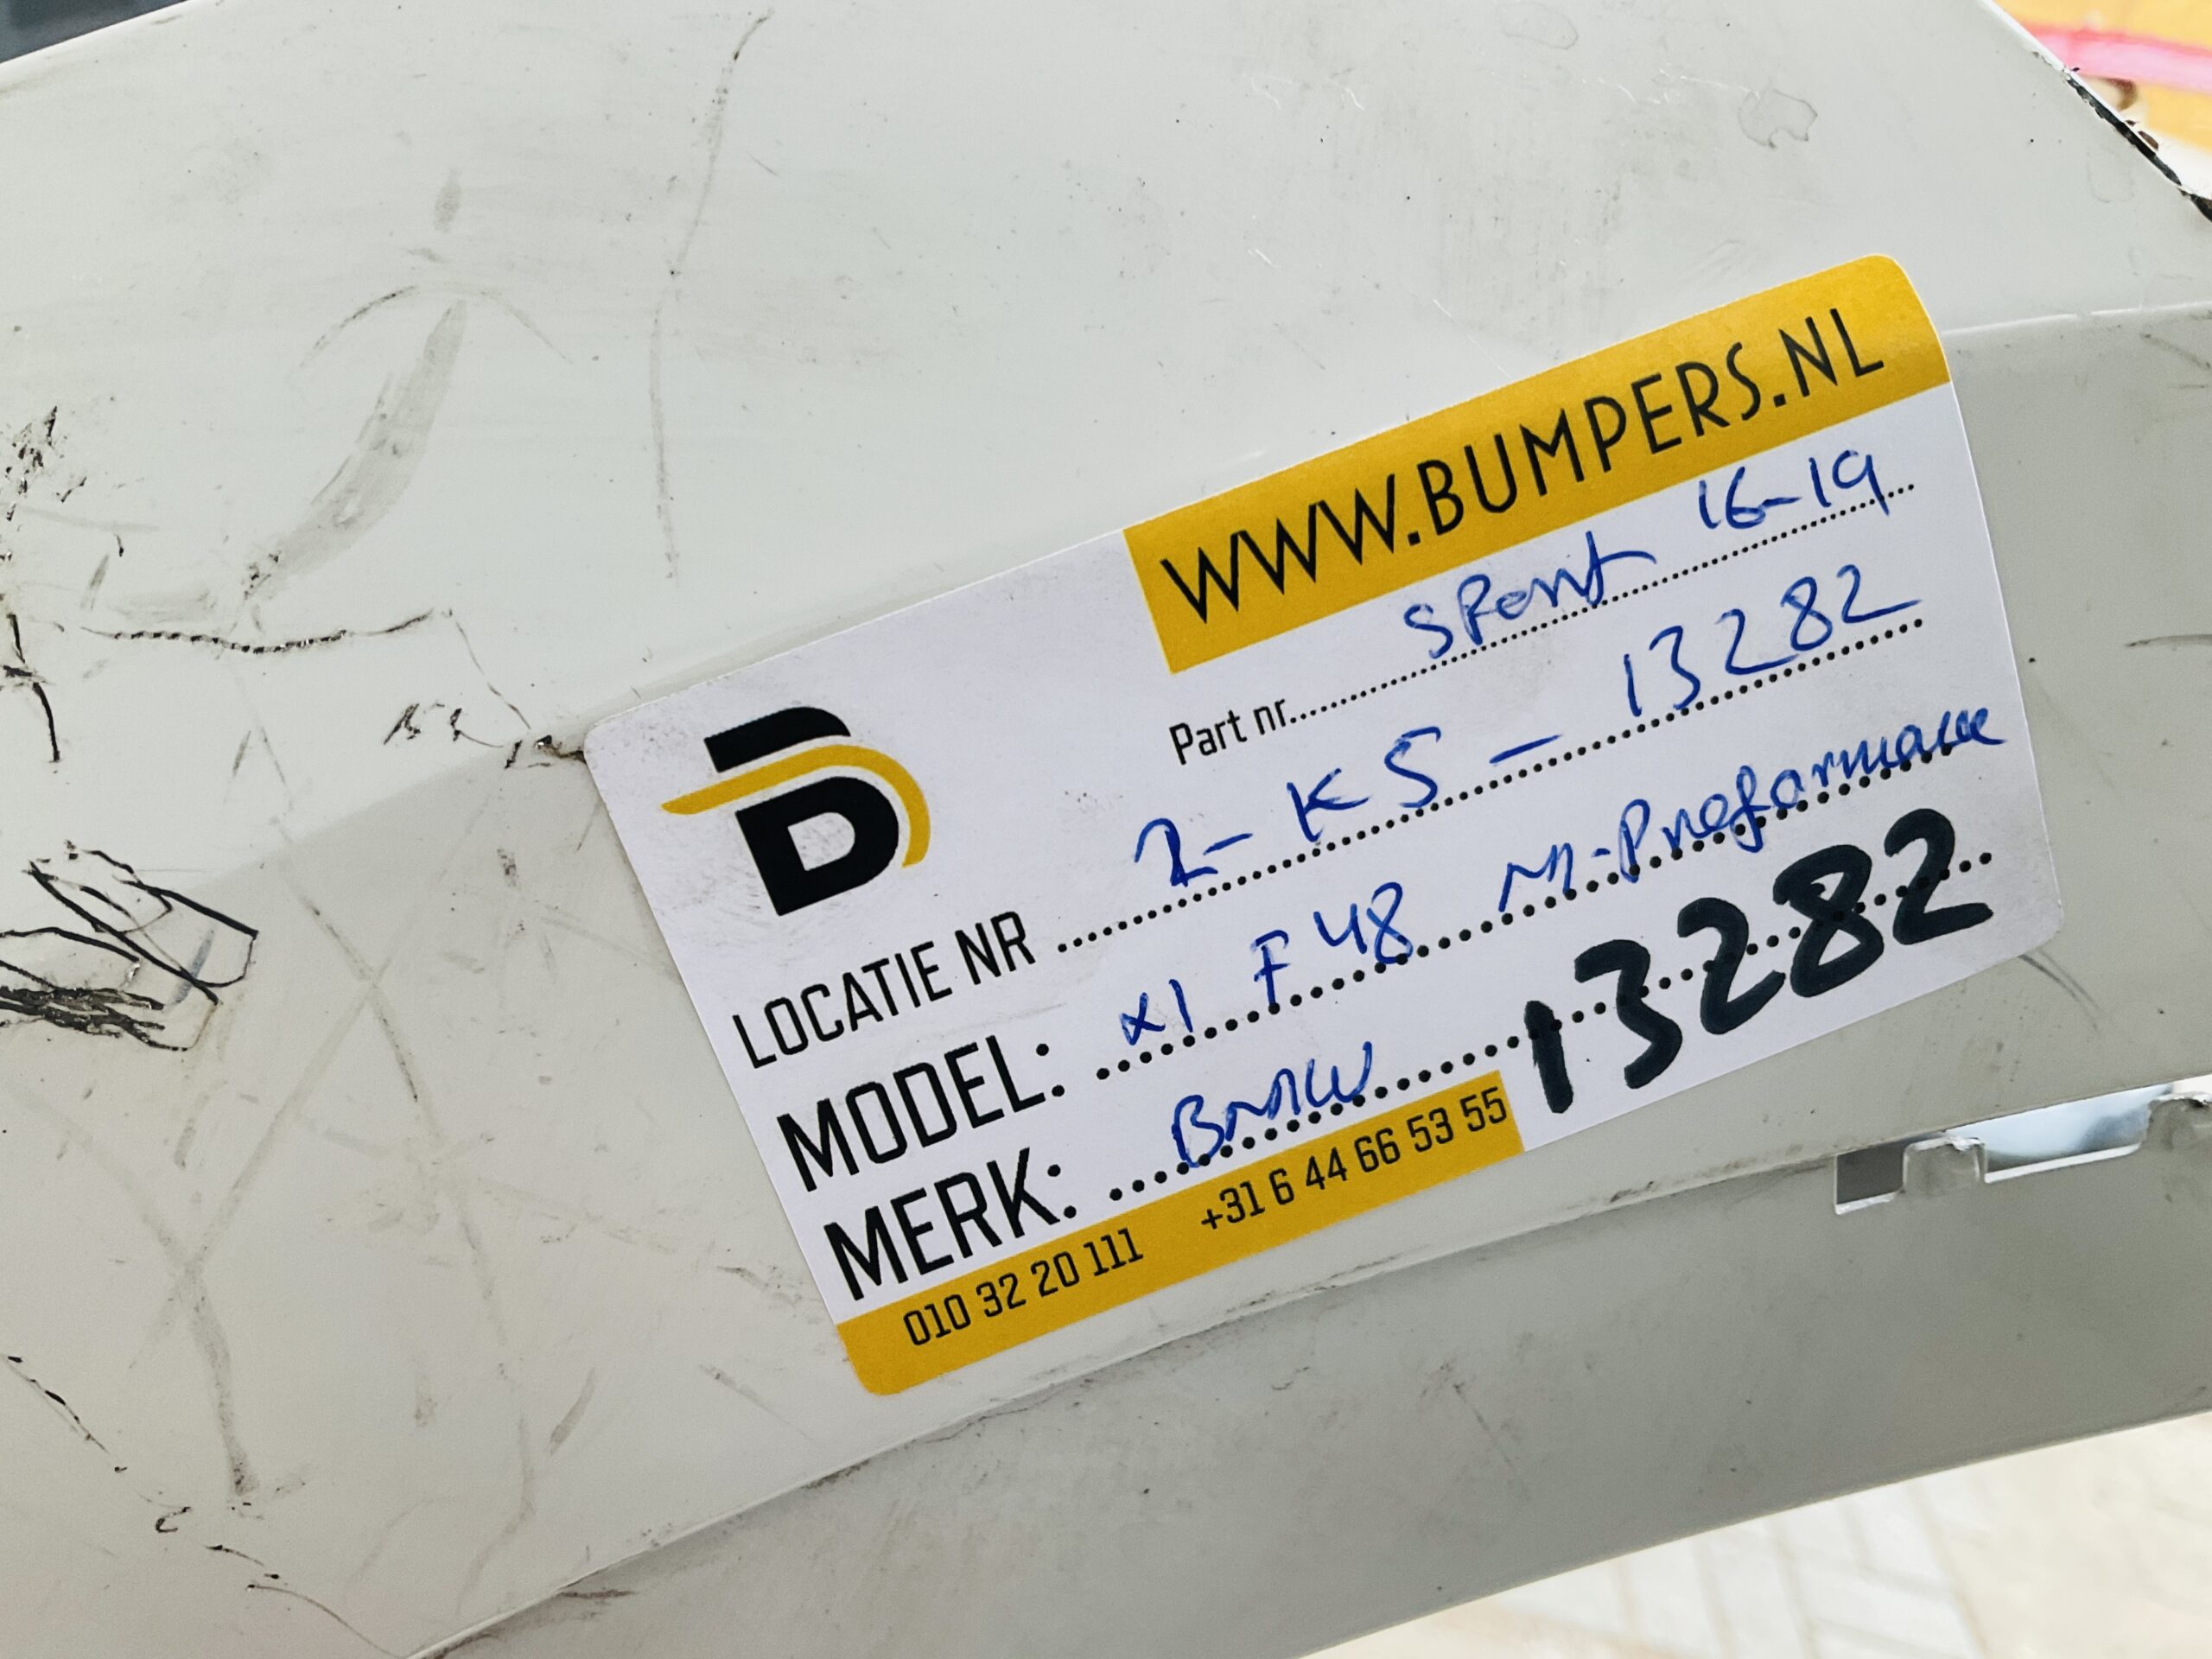 WWW.BUMPERS.NL
Part nr. Sport 16-19
LOCATIE NR 2-K5-13282
MODEL: X1 F48 M-Preformance
MERK: BMW 13282
010 32 20 111 +31 6 44 66 53 55